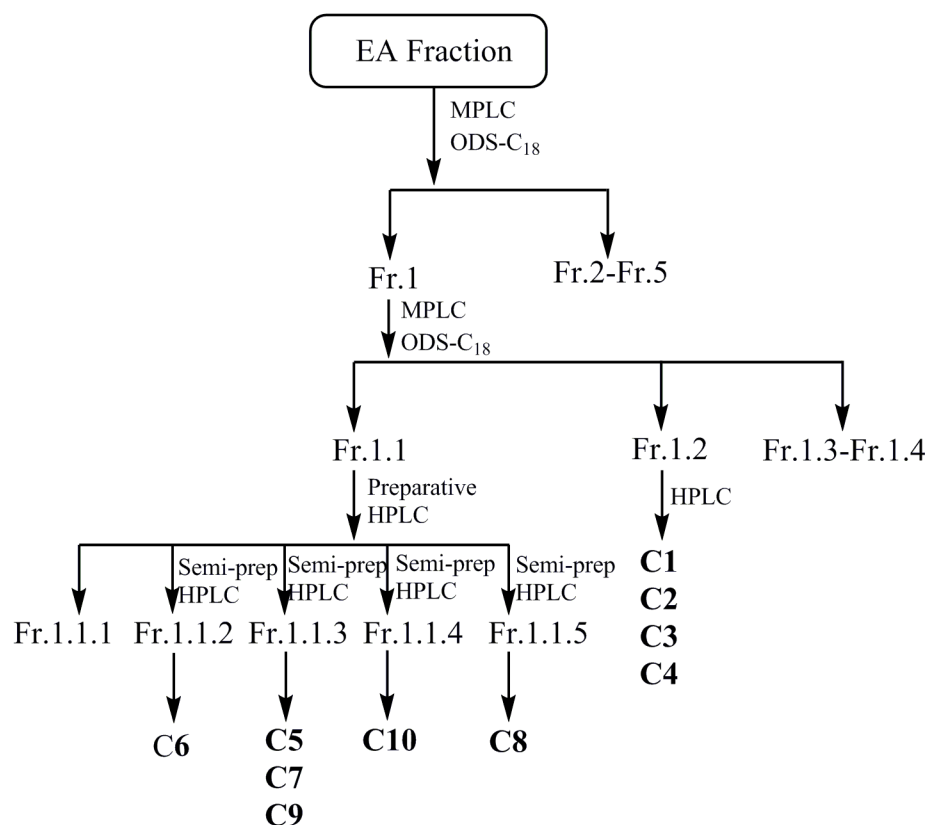 EA Fraction
MPLC
ODS-C₁₈
Fr.1
Fr.2-Fr.5
MPLC
ODS-C₁₈
Fr.1.1
Fr.1.2
Fr.1.3-Fr.1.4
Preparative
HPLC
HPLC
C1
C2
C3
C4
Semi-prep
HPLC
Semi-prep
HPLC
Semi-prep
HPLC
Semi-prep
HPLC
Fr.1.1.1
Fr.1.1.2
Fr.1.1.3
Fr.1.1.4
Fr.1.1.5
C6
C5
C7
C9
C10
C8